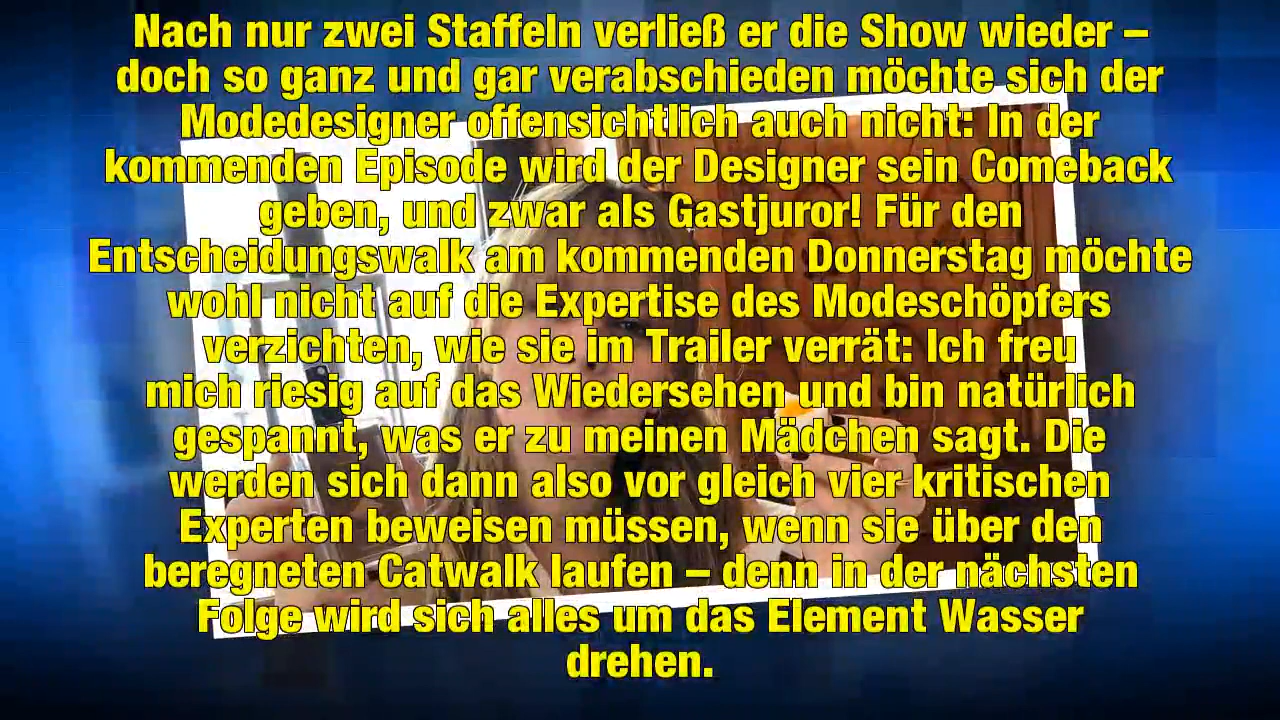 Nach nur zwei Staffeln verließ er die Show wieder –
doch so ganz und gar verabschieden möchte sich der
Modedesigner offensichtlich auch nicht: In der
kommenden Episode wird der Designer sein Comeback
geben, und zwar als Gastjuror! Für den
Entscheidungswalk am kommenden Donnerstag möchte
wohl nicht auf die Expertise des Modeschöpfers
verzichten, wie sie im Trailer verrät: Ich freu
mich riesig auf das Wiedersehen und bin natürlich
gespannt, was er zu meinen Mädchen sagt. Die
werden sich dann also vor gleich vier kritischen
Experten beweisen müssen, wenn sie über den
beregneten Catwalk laufen – denn in der nächsten
Folge wird sich alles um das Element Wasser
drehen.